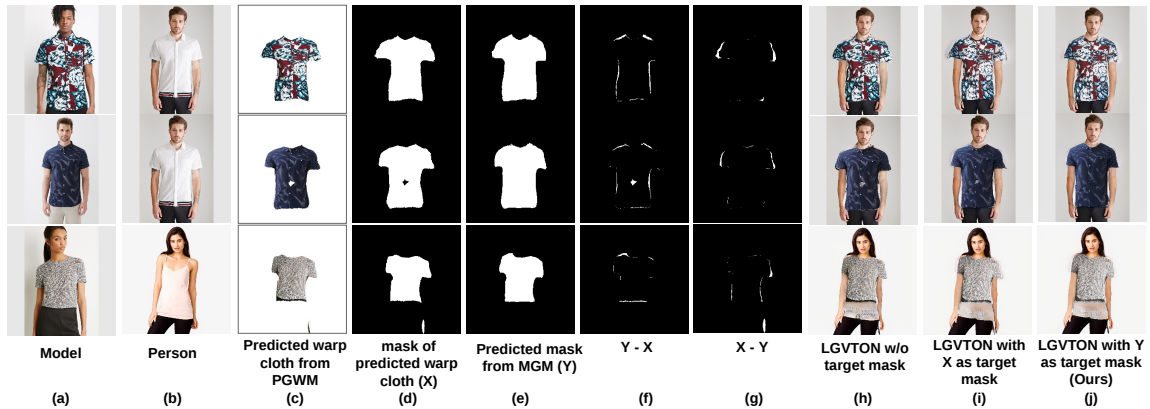 Model
(a)
Person
(b)
Predicted warp
cloth from
PGWM
(c)
mask of
predicted warp
cloth (X)
(d)
Predicted mask
from MGM (Y)
(e)
Y - X
(f)
X - Y
(g)
LGVTON w/o
target mask
(h)
LGVTON with
X as target
mask
(i)
LGVTON with Y
as target mask
(Ours)
(j)